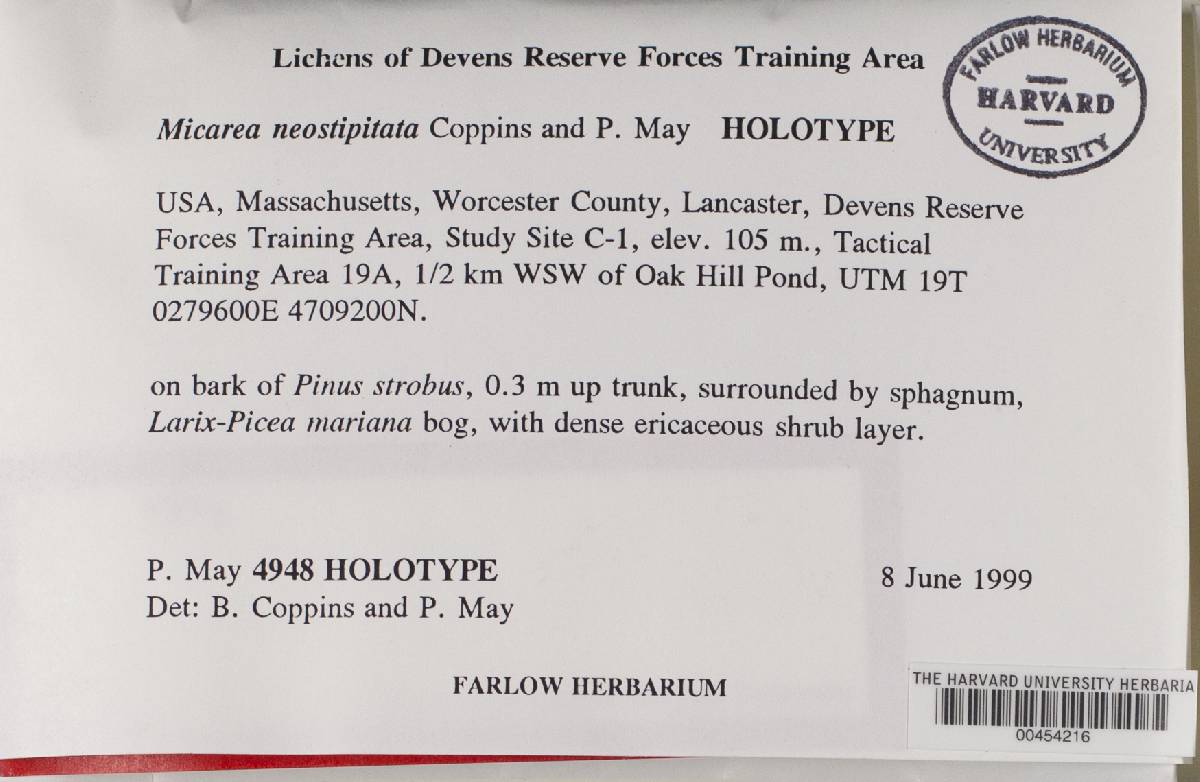 Lichens of Devens Reserve Forces Training Area
FARLOW HERBARIUM
HARVARD
UNIVERSITY
Micarea neostipitata Coppins and P. May HOLOTYPE
USA, Massachusetts, Worcester County, Lancaster, Devens Reserve
Forces Training Area, Study Site C-1, elev. 105 m., Tactical
Training Area 19A, 1/2 km WSW of Oak Hill Pond, UTM 19T
0279600E 4709200N.
on bark of Pinus strobus, 0.3 m up trunk, surrounded by sphagnum,
Larix-Picea mariana bog, with dense ericaceous shrub layer.
P. May 4948 HOLOTYPE
8 June 1999
Det: B. Coppins and P. May
FARLOW HERBARIUM
THE HARVARD UNIVERSITY HERBARIA
00454216